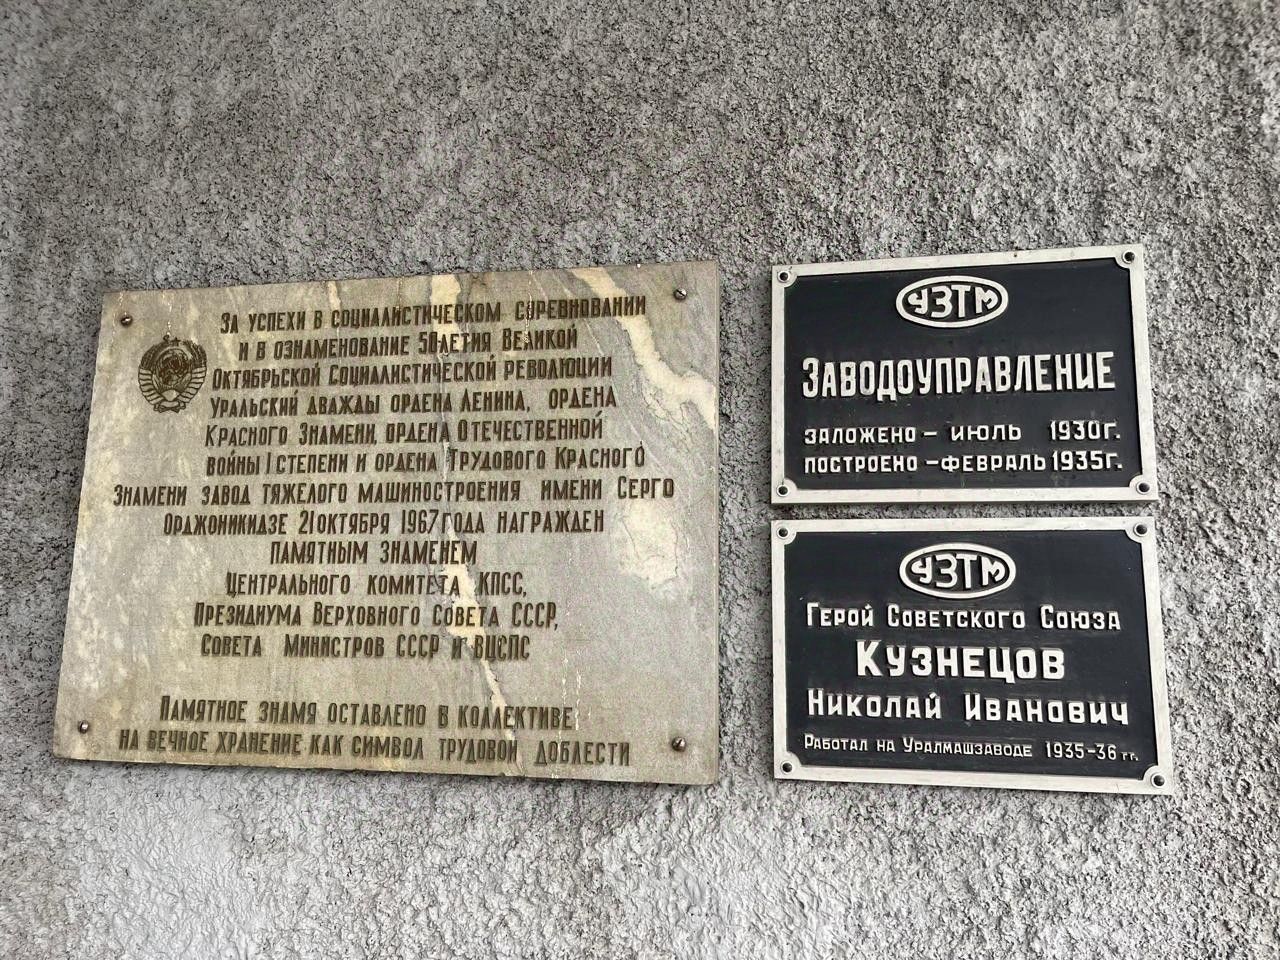 За успехи в социалистическом соревновании
и в ознаменование 50летия Великой
Октябрьской Социалистической революции
Уральский дважды ордена Ленина, ордена
Красного Знамени, ордена Отечественной
войны I степени и ордена Трудового Красного
Знамени завод тяжелого машиностроения имени Серго
Орджоникидзе 21 октября 1967 года награжден
памятным знаменем
Центрального комитета КПСС,
Президиума Верховного Совета СССР,
Совета Министров СССР и ВЦСПС
Памятное знамя оставлено в коллективе
на вечное хранение как символ трудовой доблести
УЗТМ
Заводоуправление
заложено – июль 1930 г.
построено – февраль 1935 г.
УЗТМ
Герой Советского Союза
Кузнецов
Николай Иванович
Работал на Уралмашзаводе 1935-36 гг.